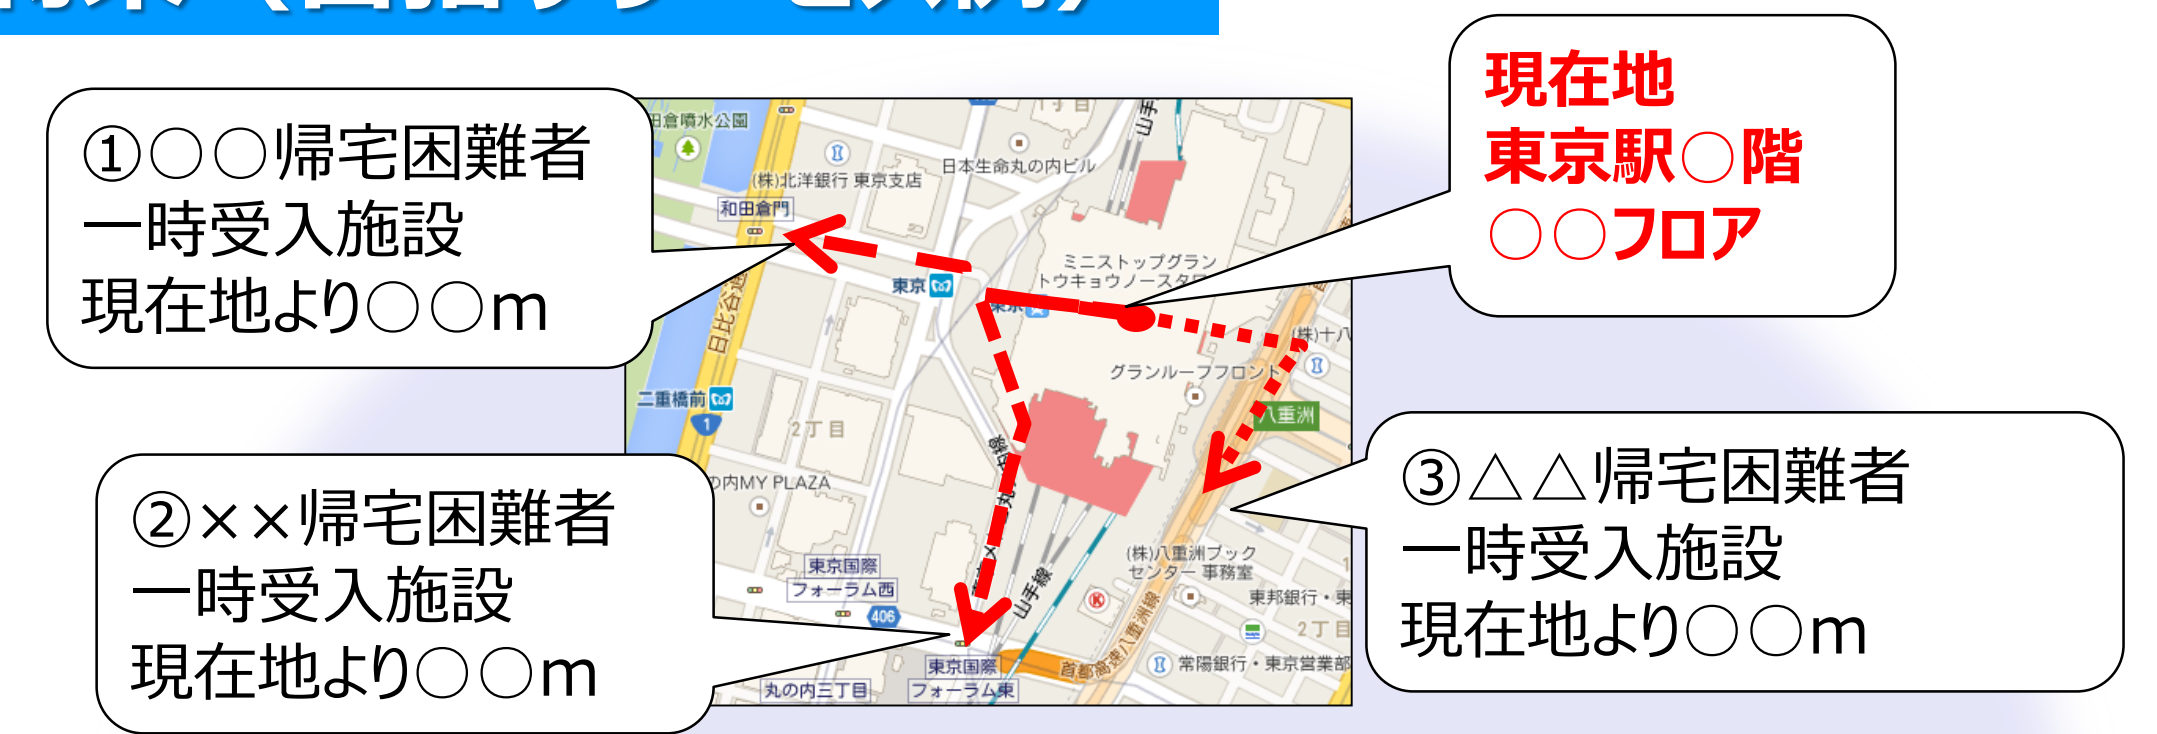 ①○○帰宅困難者
一時受入施設
現在地より○○m
現在地
東京駅○階
○○フロア
②××帰宅困難者
一時受入施設
現在地より○○m
③△△帰宅困難者
一時受入施設
現在地より○○m
倉噴水公園
1丁目
山手
日本生命丸の内ビル
(株)北洋銀行 東京支店
和田倉門
ミニストップグラン
トウキョウノースタワ
東京
日比谷通
(株)十八
グランルーフフロント
二重橋前
1
八重洲
2丁目
の内MY PLAZA
(株)八重洲ブック
センター 事務室
東京国際
フォーラム西
山手線
東邦銀行・東
406
2丁目
東京国際
フォーラム東
首都高速八重洲線
常陽銀行・東京営業部
丸の内三丁目